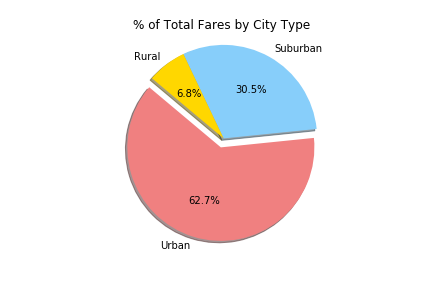 % of Total Fares by City Type
Suburban
Rural
30.5%
6.8%
62.7%
Urban